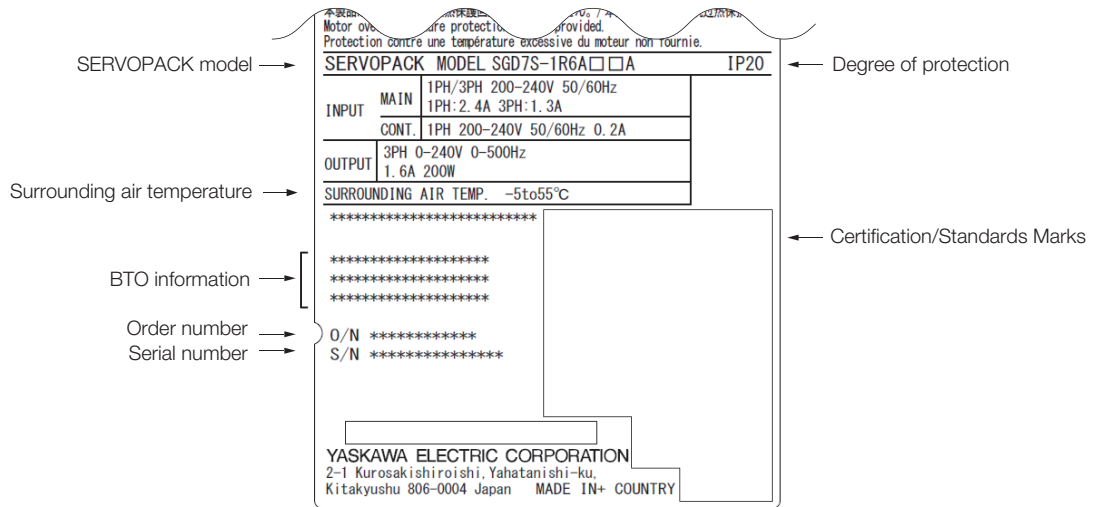 Protection contre une température excessive du moteur non fournie.
SERVOPACK model
SERVOPACK MODEL SGD7S-1R6A□□A IP20
Degree of protection
INPUT
MAIN
1PH/3PH 200-240V 50/60Hz
1PH:2.4A 3PH:1.3A
CONT.
1PH 200-240V 50/60Hz 0.2A
OUTPUT
3PH 0-240V 0-500Hz
1.6A 200W
Surrounding air temperature
SURROUNDING AIR TEMP. -5to55℃
**************************
Certification/Standards Marks
BTO information
********************
********************
********************
Order number
O/N ************
Serial number
S/N ***************
YASKAWA ELECTRIC CORPORATION
2-1 Kurosakishiroishi, Yahatanishi-ku,
Kitakyushu 806-0004 Japan MADE IN+ COUNTRY